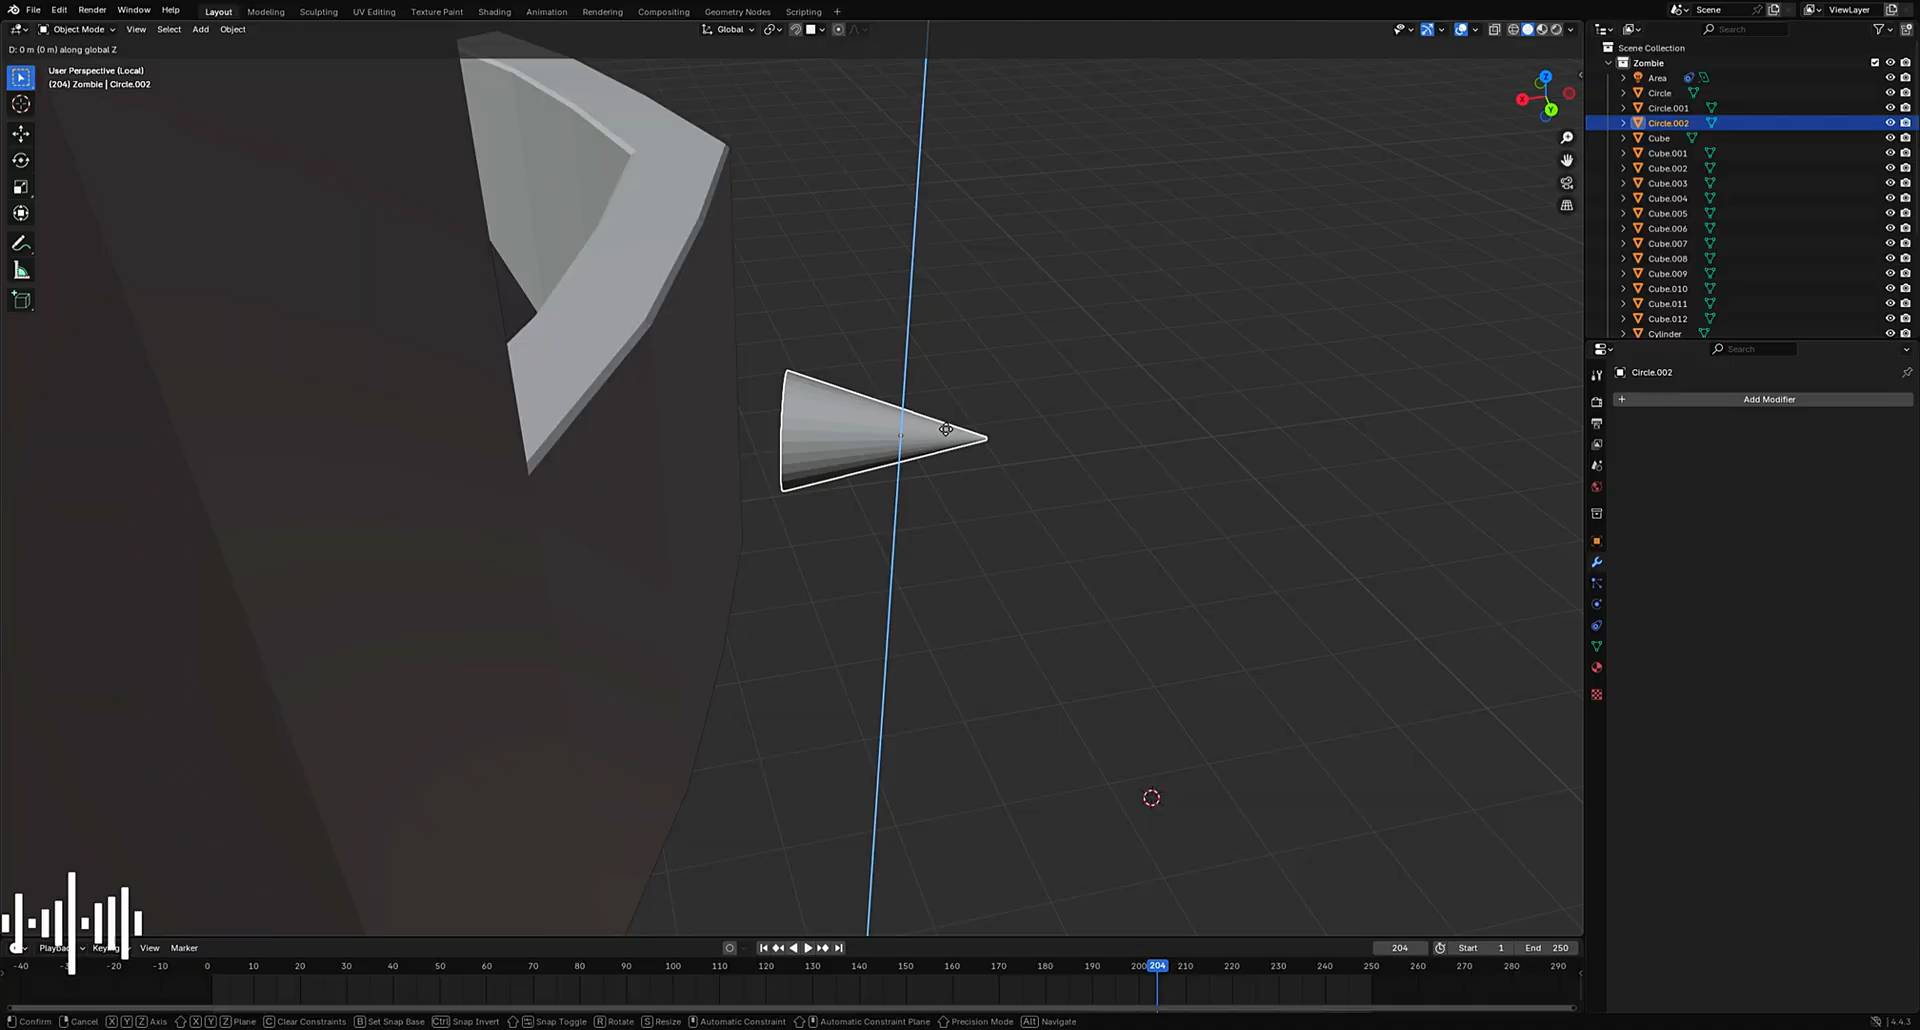 File Edit Render Window Help Layout Modeling Sculpting UV Editing Texture Paint Shading Animation Rendering Compositing Geometry Nodes Scripting + Scene ViewLayer
Object Mode View Select Add Object Global Search
D: 0 m (0 m) along global Z
Scene Collection
Zombie
User Perspective (Local)
(204) Zombie | Circle.002
Area
Circle
Circle.001
Circle.002
Cube
Cube.001
Cube.002
Cube.003
Cube.004
Cube.005
Cube.006
Cube.007
Cube.008
Cube.009
Cube.010
Cube.011
Cube.012
Cylinder
Z
X
Y
Search
Circle.002
+ Add Modifier
View Marker 204 Start 1 End 250
-40 -20 -10 0 10 20 30 40 50 60 70 80 90 100 110 120 130 140 150 160 170 180 190 200 204 210 220 230 240 250 260 270 280 290
Confirm Cancel X Y Z Axis X Y Z Plane C Clear Constraints B Set Snap Base Ctrl Snap Invert Snap Toggle R Rotate S Resize Automatic Constraint Automatic Constraint Plane Precision Mode Alt Navigate 4.4.3